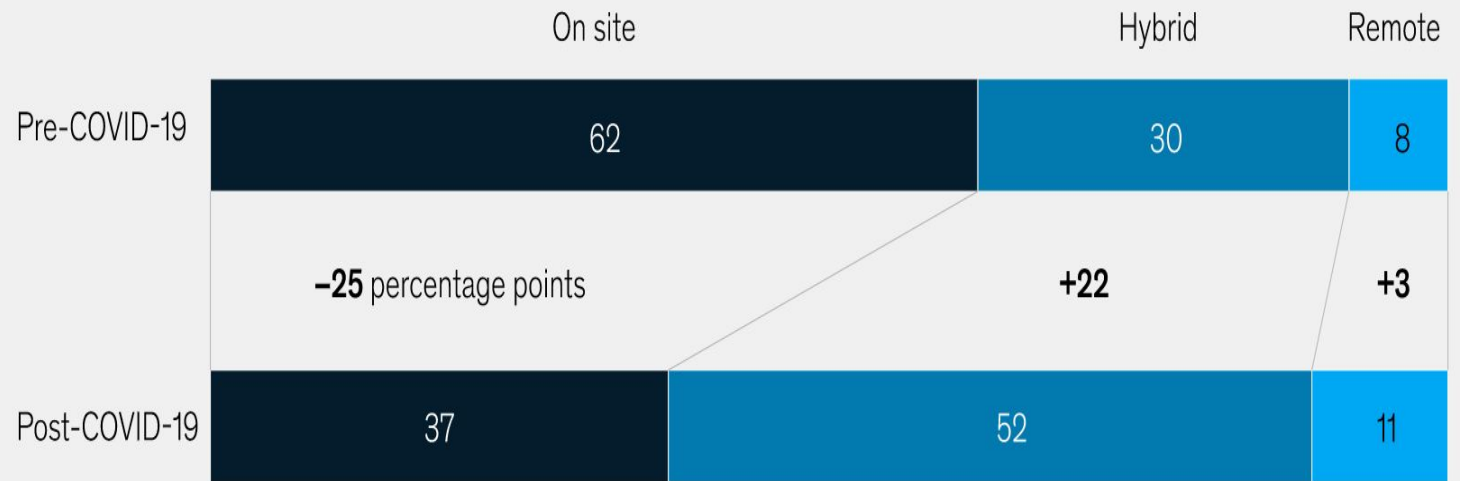 On site Hybrid Remote
Pre-COVID-19 62 30 8
–25 percentage points +22 +3
Post-COVID-19 37 52 11